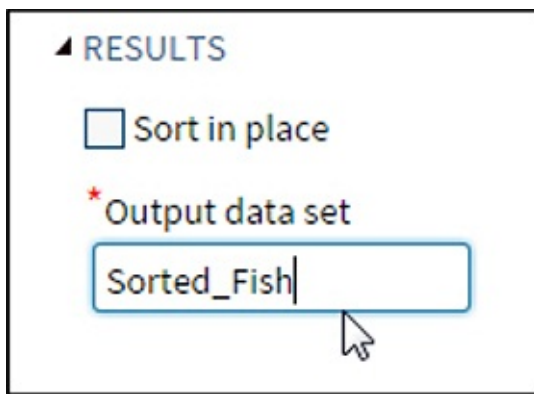 RESULTS
Sort in place
*Output data set
Sorted_Fish